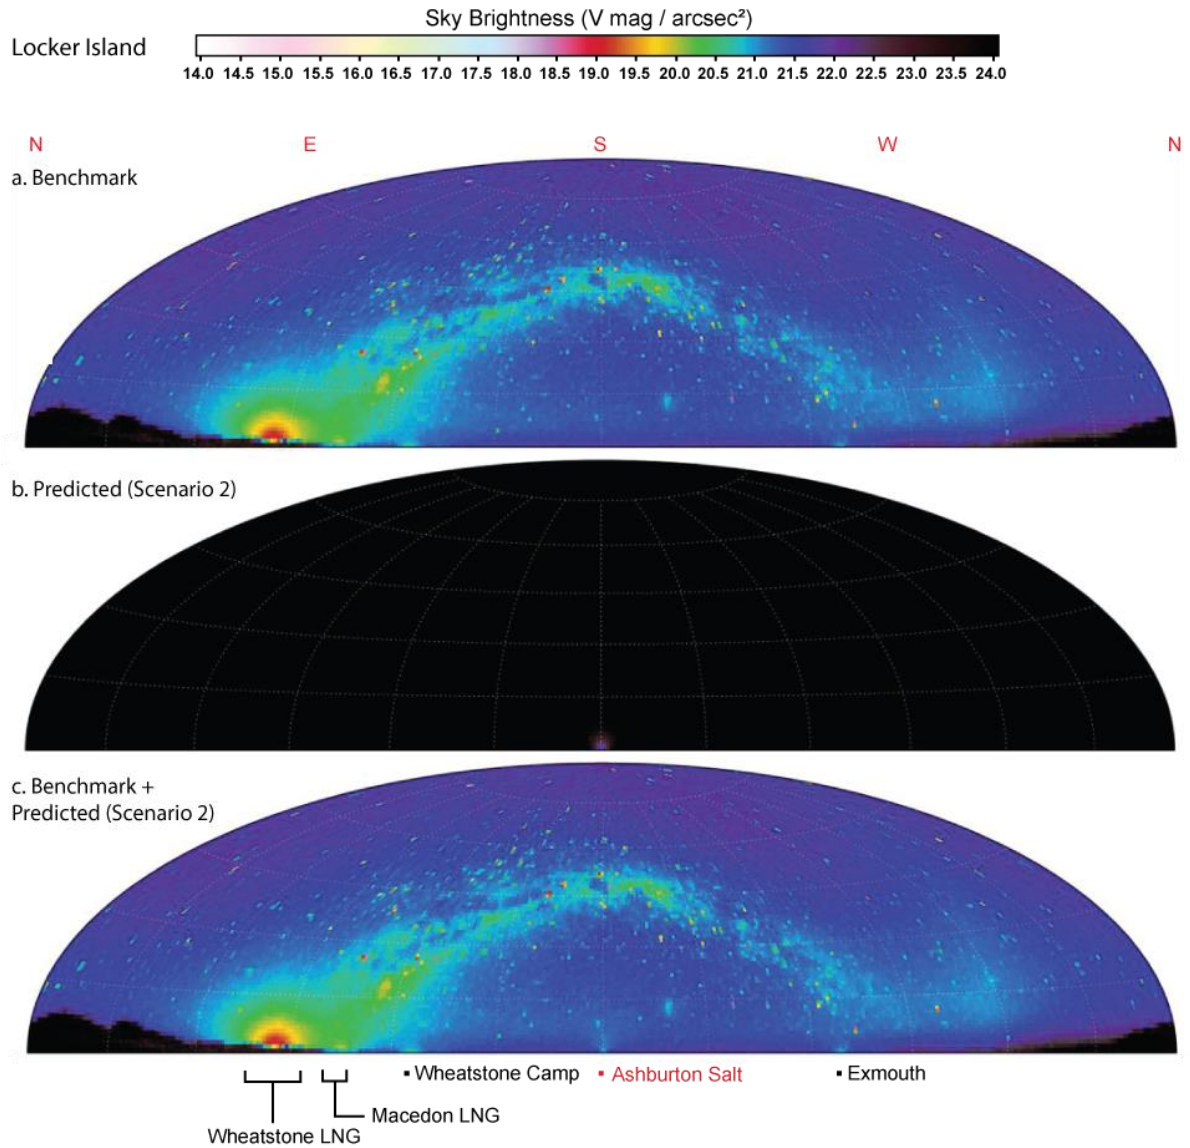 Sky Brightness (V mag / arcsec²)
Locker Island
14.0 14.5 15.0 15.5 16.0 16.5 17.0 17.5 18.0 18.5 19.0 19.5 20.0 20.5 21.0 21.5 22.0 22.5 23.0 23.5 24.0
N E S W N
a. Benchmark
b. Predicted (Scenario 2)
c. Benchmark +
Predicted (Scenario 2)
Wheatstone Camp Ashburton Salt Exmouth
Macedon LNG
Wheatstone LNG